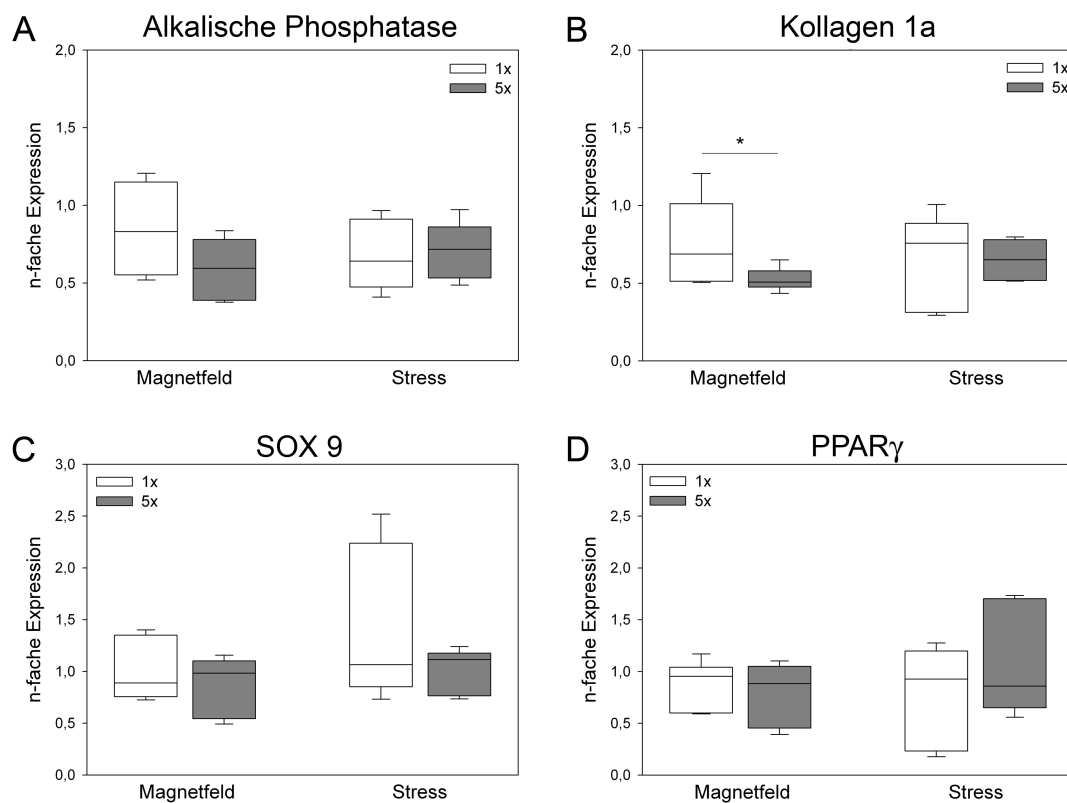 A
Alkalische Phosphatase
n-fache Expression
2,0
1,5
1,0
0,5
0,0
1x
5x
Magnetfeld
Stress
B
Kollagen 1a
n-fache Expression
2,0
1,5
1,0
0,5
0,0
1x
5x
*
Magnetfeld
Stress
C
SOX 9
n-fache Expression
3,0
2,5
2,0
1,5
1,0
0,5
0,0
1x
5x
Magnetfeld
Stress
D
PPARγ
n-fache Expression
3,0
2,5
2,0
1,5
1,0
0,5
0,0
1x
5x
Magnetfeld
Stress